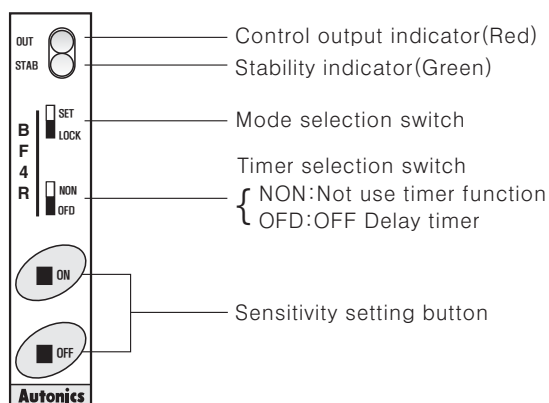 OUT
STAB
Control output indicator(Red)
Stability indicator(Green)
SET
LOCK
Mode selection switch
BF4R
NON
OFD
Timer selection switch
NON:Not use timer function
OFD:OFF Delay timer
ON
OFF
Sensitivity setting button
Autonics